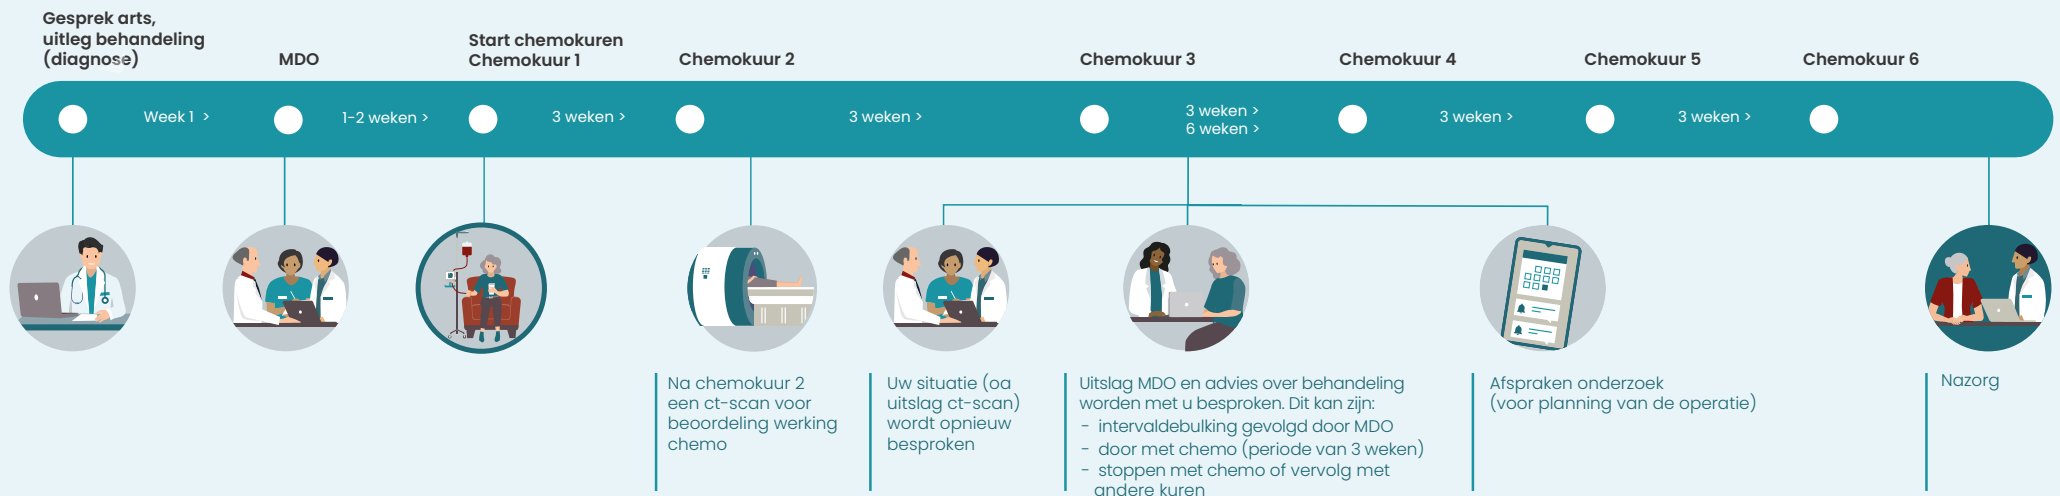 Gesprek arts,
uitleg behandeling
(diagnose)
MDO
Start chemokuren
Chemokuur 1
Chemokuur 2
Chemokuur 3
Chemokuur 4
Chemokuur 5
Chemokuur 6
Week 1 >
1-2 weken >
3 weken >
3 weken >
3 weken >
6 weken >
3 weken >
3 weken >
Na chemokuur 2
een ct-scan voor
beoordeling werking
chemo
Uw situatie (oa
uitslag ct-scan)
wordt opnieuw
besproken
Uitslag MDO en advies over behandeling
worden met u besproken. Dit kan zijn:
- intervaldebulking gevolgd door MDO
- door met chemo (periode van 3 weken)
- stoppen met chemo of vervolg met
andere kuren
Afspraken onderzoek
(voor planning van de operatie)
Nazorg